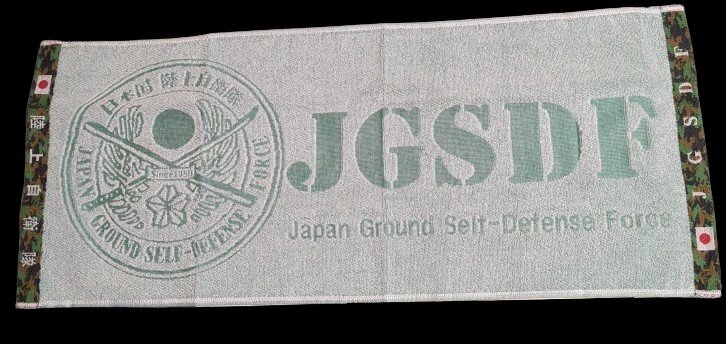 陸上自衛隊
日本国 陸上自衛隊
Since1950
JAPAN GROUND SELF-DEFENSE FORCE
JGSDF
Japan Ground Self-Defense Force
JGSDF